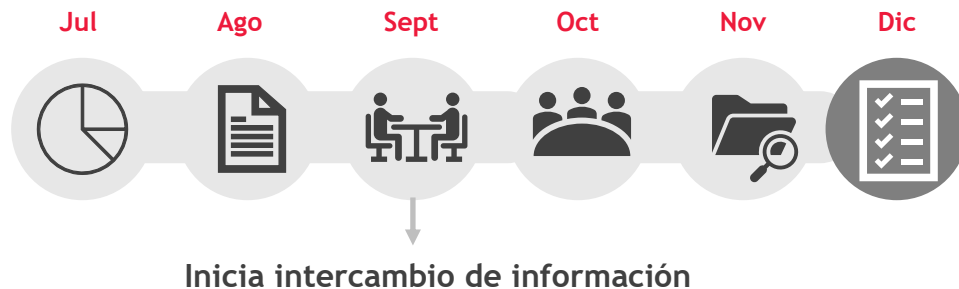 Jul Ago Sept Oct Nov Dic
Inicia intercambio de información